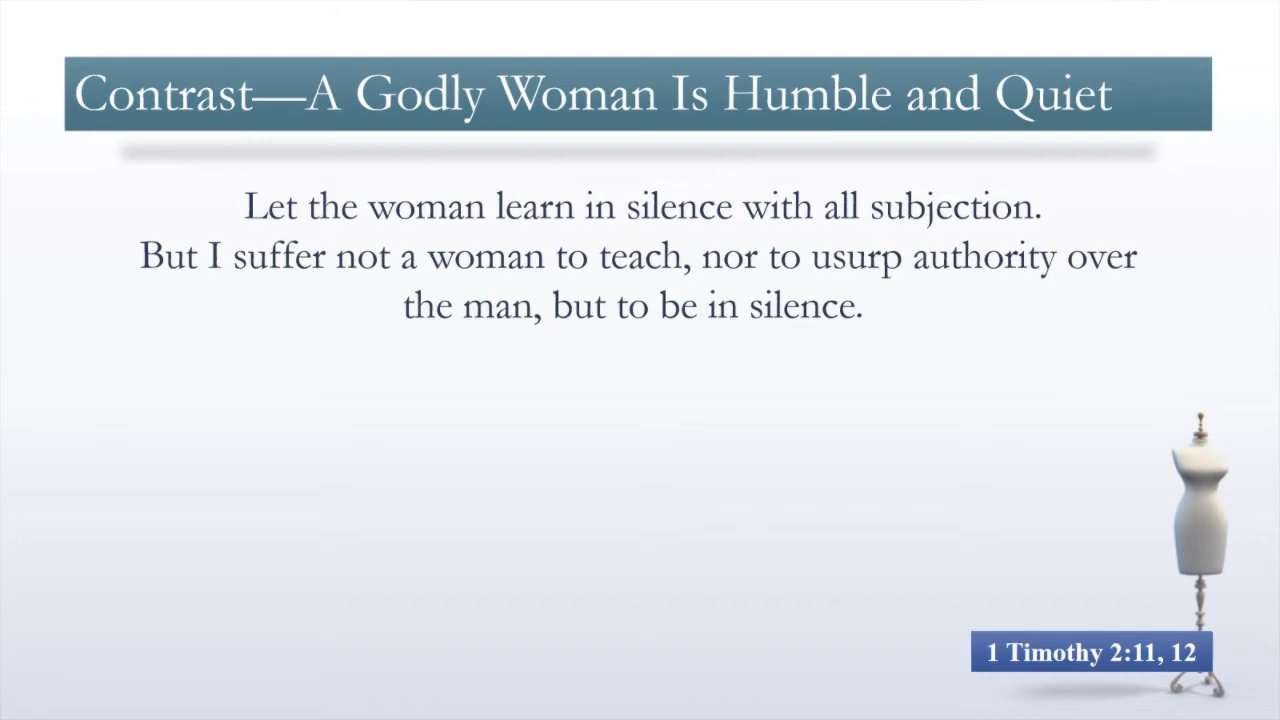 Contrast—A Godly Woman Is Humble and Quiet
Let the woman learn in silence with all subjection.
But I suffer not a woman to teach, nor to usurp authority over
the man, but to be in silence.
1 Timothy 2:11, 12